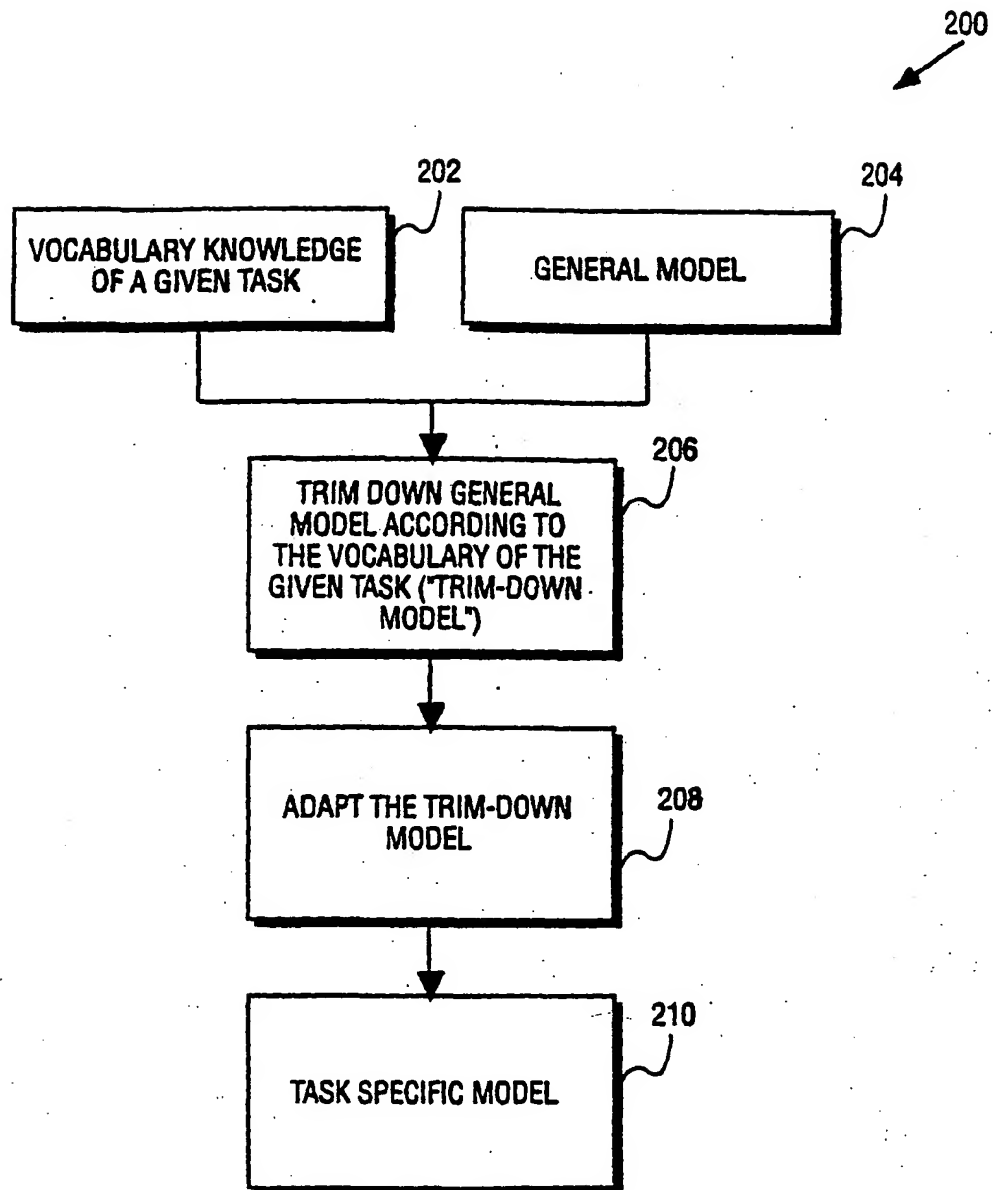 200
202
204
VOCABULARY KNOWLEDGE
OF A GIVEN TASK
GENERAL MODEL
206
TRIM DOWN GENERAL
MODEL ACCORDING TO
THE VOCABULARY OF THE
GIVEN TASK ("TRIM-DOWN
MODEL")
208
ADAPT THE TRIM-DOWN
MODEL
210
TASK SPECIFIC MODEL